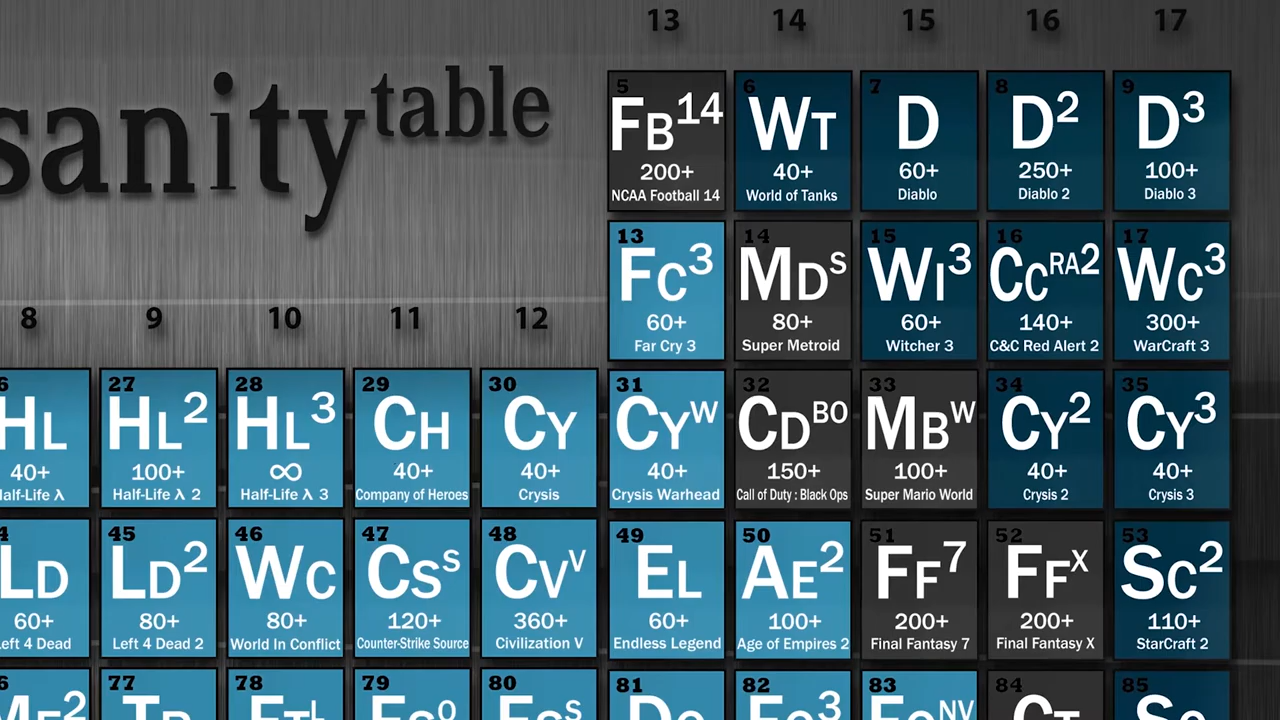 13 14 15 16 17
sanity table
5 6 7 8 9
FB14 WT D D2 D3
200+ 40+ 60+ 250+ 100+
NCAA Football 14 World of Tanks Diablo Diablo 2 Diablo 3
13 14 15 16 17
FC3 MDS WI3 CCRA2 WC3
60+ 80+ 60+ 140+ 300+
Far Cry 3 Super Metroid Witcher 3 C&C Red Alert 2 WarCraft 3
8 9 10 11 12
6 27 28 29 30 31 32 33 34 35
HL HL2 HL3 CH CY CYW CDBO MBW CY2 CY3
40+ 100+ ∞ 40+ 40+ 40+ 150+ 100+ 40+ 40+
Half-Life λ Half-Life λ 2 Half-Life λ 3 Company of Heroes Crysis Crysis Warhead Call of Duty : Black Ops Super Mario World Crysis 2 Crysis 3
4 45 46 47 48 49 50 51 52 53
LD LD2 WC CSS CVV EL AE2 FF7 FFX SC2
60+ 80+ 80+ 120+ 360+ 60+ 100+ 200+ 200+ 110+
Left 4 Dead Left 4 Dead 2 World In Conflict Counter-Strike Source Civilization V Endless Legend Age of Empires 2 Final Fantasy 7 Final Fantasy X StarCraft 2
6 77 78 79 80 81 82 83 84 85